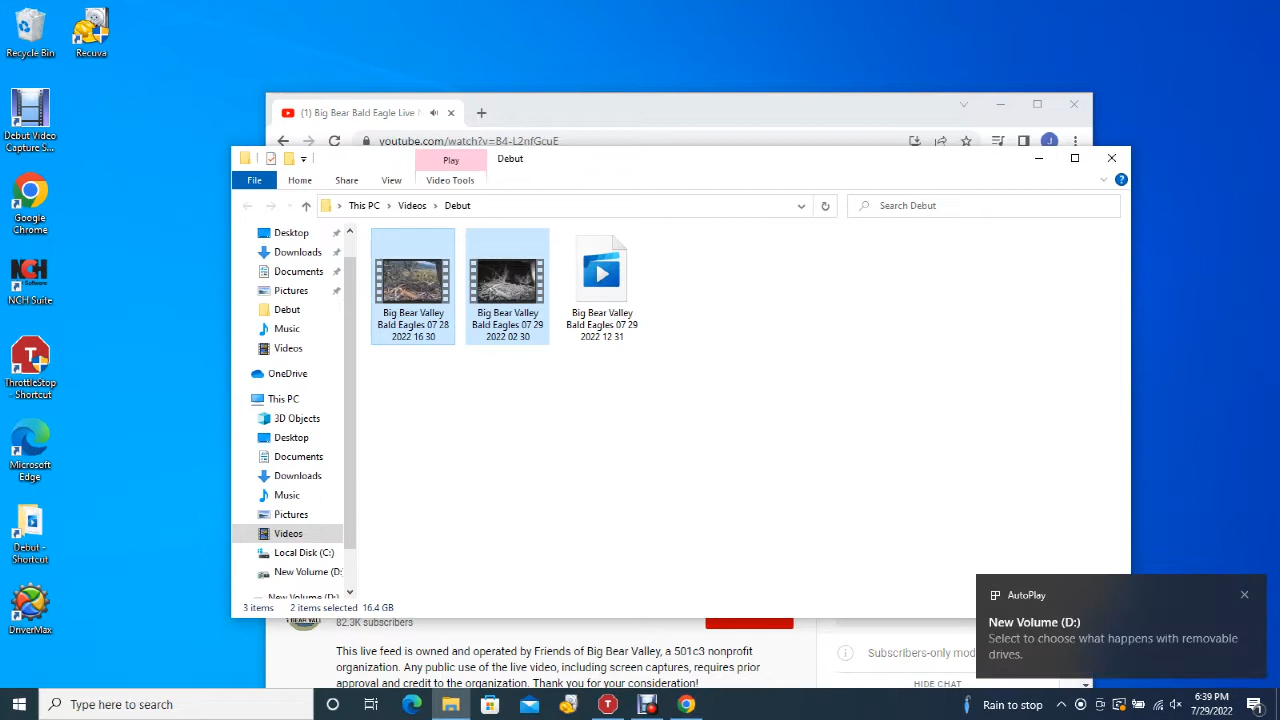 Recycle Bin
Recuva
Debut Video Capture S...
Google Chrome
NCH Suite
ThrottleStop - Shortcut
Microsoft Edge
Debut - Shortcut
DriverMax
(1) Big Bear Bald Eagle Live
youtube.com/watch?v=B4-L2nfGcuE
Play
Debut
File
Home
Share
View
Video Tools
This PC
Videos
Debut
Search Debut
Desktop
Downloads
Documents
Pictures
Debut
Music
Videos
OneDrive
This PC
3D Objects
Desktop
Documents
Downloads
Music
Pictures
Videos
Local Disk (C:)
New Volume (D:
New Volume (D:)
Big Bear Valley
Bald Eagles 07 28
2022 16 30
Big Bear Valley
Bald Eagles 07 29
2022 02 30
Big Bear Valley
Bald Eagles 07 29
2022 12 31
3 items
2 items selected 16.4 GB
82.3K subscribers
This live feed is owned and operated by Friends of Big Bear Valley, a 501c3 nonprofit
organization. Any public use of the live video, including screen captures, requires prior
approval and credit to the organization. Thank you for your consideration!
Subscribers-only mod
HIDE CHAT
AutoPlay
New Volume (D:)
Select to choose what happens with removable
drives.
Type here to search
Rain to stop
6:39 PM
7/29/2022